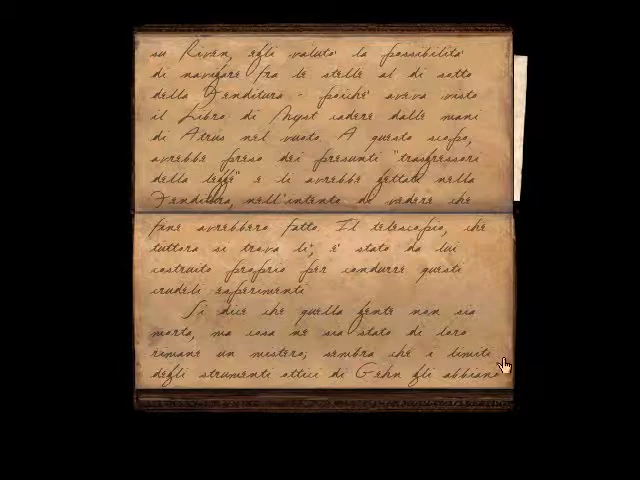 su Riven, egli valutò la possibilità
di navigare fra le stelle al di sotto
della Fenditura - poiché aveva visto
il Libro di Myst cadere dalle mani
di Atrus nel vuoto. A questo scopo,
avrebbe preso dei presunti "trasgressori
della legge" e li avrebbe gettati nella
Fenditura, nell'intento di vedere che
fine avrebbero fatto. Il telescopio, che
tuttora si trova lì, è stato da lui
costruito proprio per condurre questi
crudeli esperimenti
Si dice che quella gente non sia
morta, ma cosa ne sia stato di loro
rimane un mistero; sembra che i limiti
degli strumenti ottici di Gehn gli abbiano